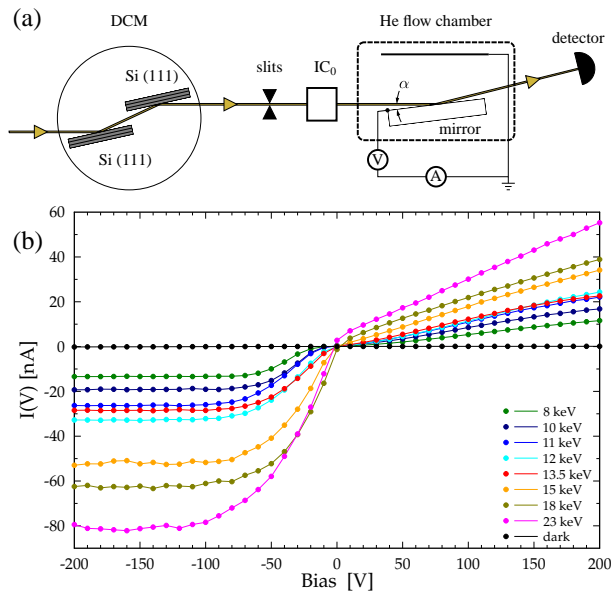 (a)
DCM
He flow chamber
detector
Si (111)
slits
IC0
α
mirror
Si (111)
V
A
(b)
60
40
20
0
-20
-40
-60
-80
I(V) [nA]
8 keV
10 keV
11 keV
12 keV
13.5 keV
15 keV
18 keV
23 keV
dark
-200
-150
-100
-50
0
50
100
150
200
Bias [V]